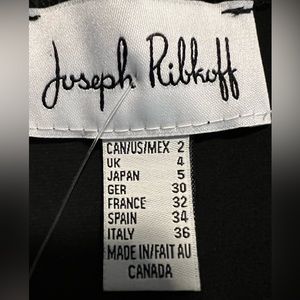 Joseph Ribkoff
CAN/US/MEX 2
UK 4
JAPAN 5
GER 30
FRANCE 32
SPAIN 34
ITALY 36
MADE IN/FAIT AU
CANADA